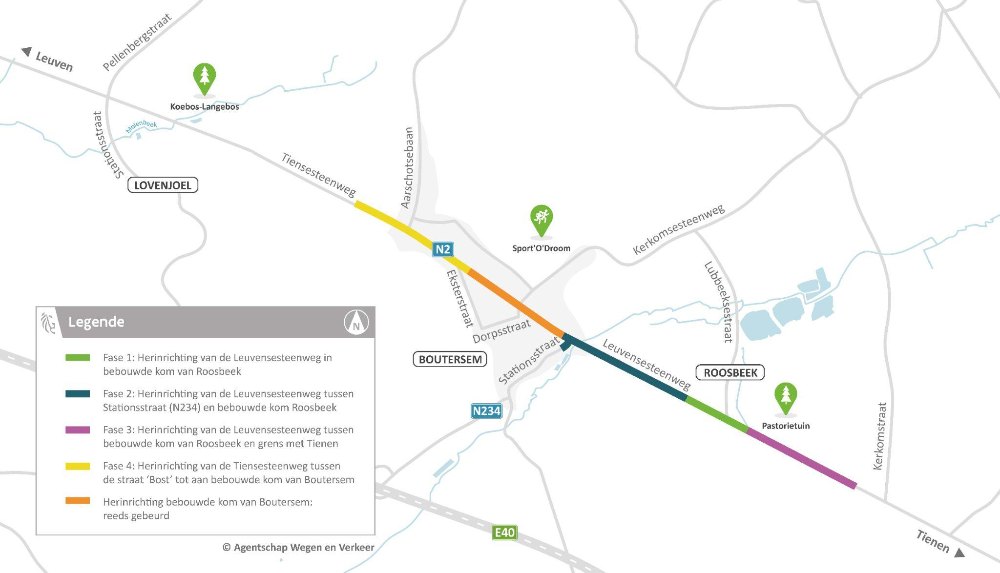 Leuven
Pellenbergstraat
Koebos-Langebos
Molenbeek
Stationsstraat
LOVENJOEL
Tiensesteenweg
Aarschotsebaan
N2
Sport'O'Droom
Kerkomsesteenweg
Lubbeeksestraat
Eksterstraat
Dorpsstraat
Stationsstraat
Leuvensesteenweg
BOUTERSEM
ROOSBEEK
N234
Pastorietuin
Kerkomstraat
E40
Tienen
Legende
N
Fase 1: Herinrichting van de Leuvensesteenweg in
bebouwde kom van Roosbeek
Fase 2: Herinrichting van de Leuvensesteenweg tussen
Stationsstraat (N234) en bebouwde kom Roosbeek
Fase 3: Herinrichting van de Leuvensesteenweg tussen
bebouwde kom van Roosbeek en grens met Tienen
Fase 4: Herinrichting van de Tiensesteenweg tussen
de straat ‘Bost’ tot aan bebouwde kom van Boutersem
Herinrichting bebouwde kom van Boutersem:
reeds gebeurd
© Agentschap Wegen en Verkeer